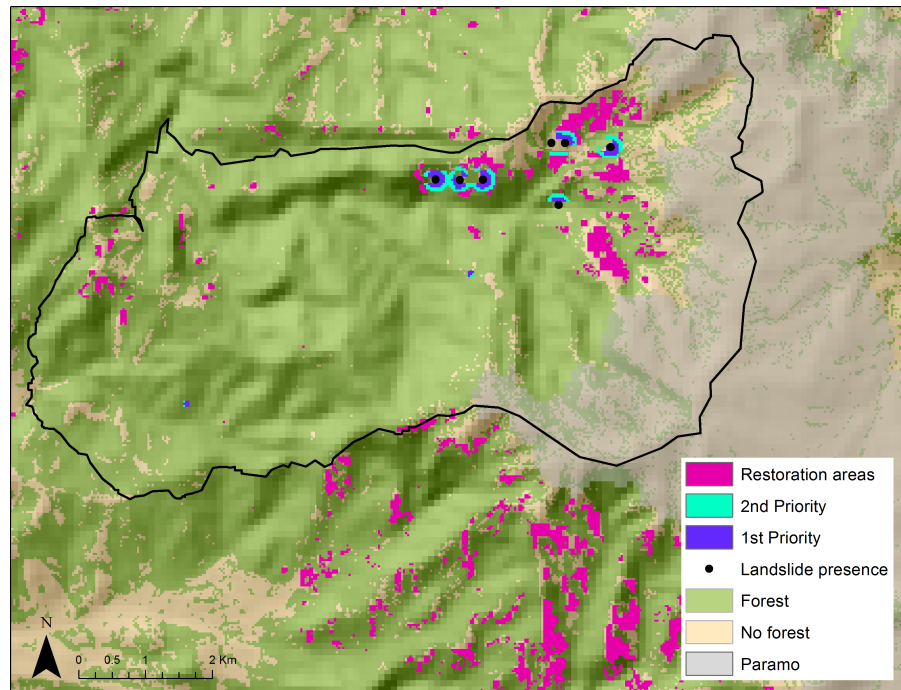 Restoration areas
2nd Priority
1st Priority
Landslide presence
Forest
No forest
Paramo
N
0 0.5 1 2 Km